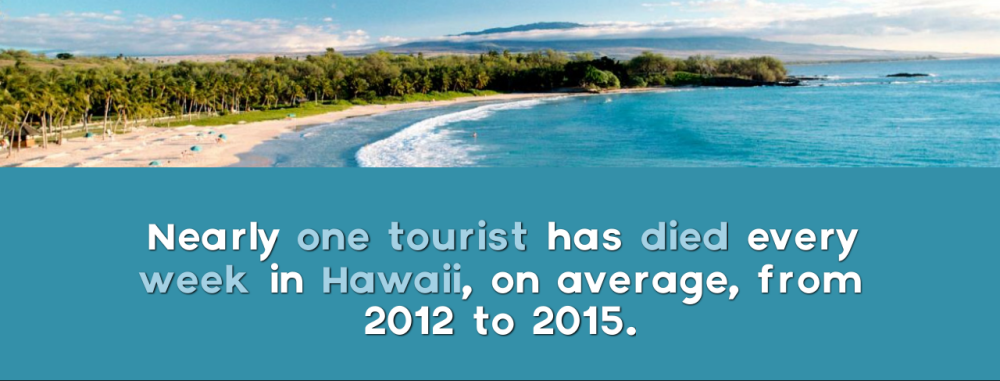 Nearly one tourist has died every
week in Hawaii, on average, from
2012 to 2015.